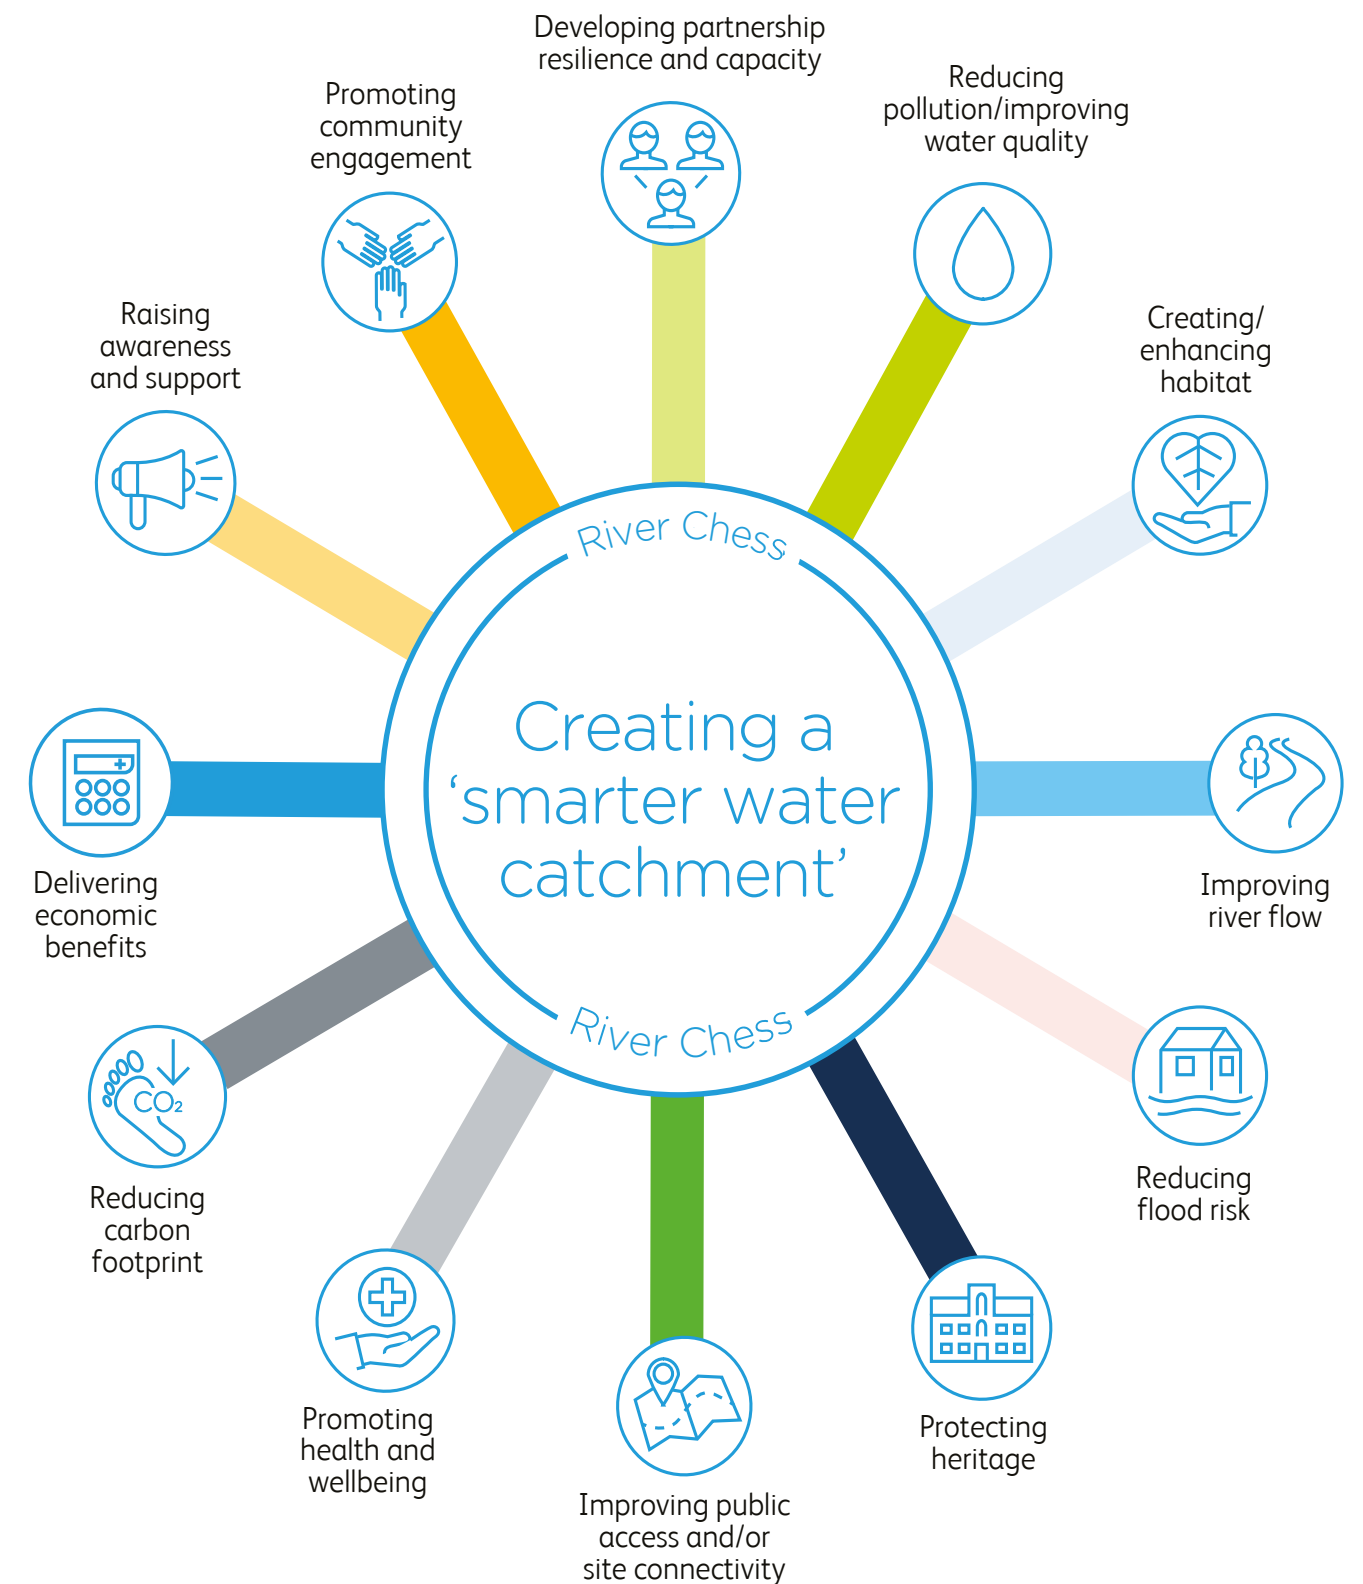 Developing partnership
resilience and capacity
Reducing
pollution/improving
water quality
Creating/
enhancing
habitat
Improving
river flow
Reducing
flood risk
Protecting
heritage
Improving public
access and/or
site connectivity
Promoting
health and
wellbeing
CO₂
Reducing
carbon
footprint
Delivering
economic
benefits
Raising
awareness
and support
Promoting
community
engagement
River Chess
Creating a
‘smarter water
catchment’
River Chess